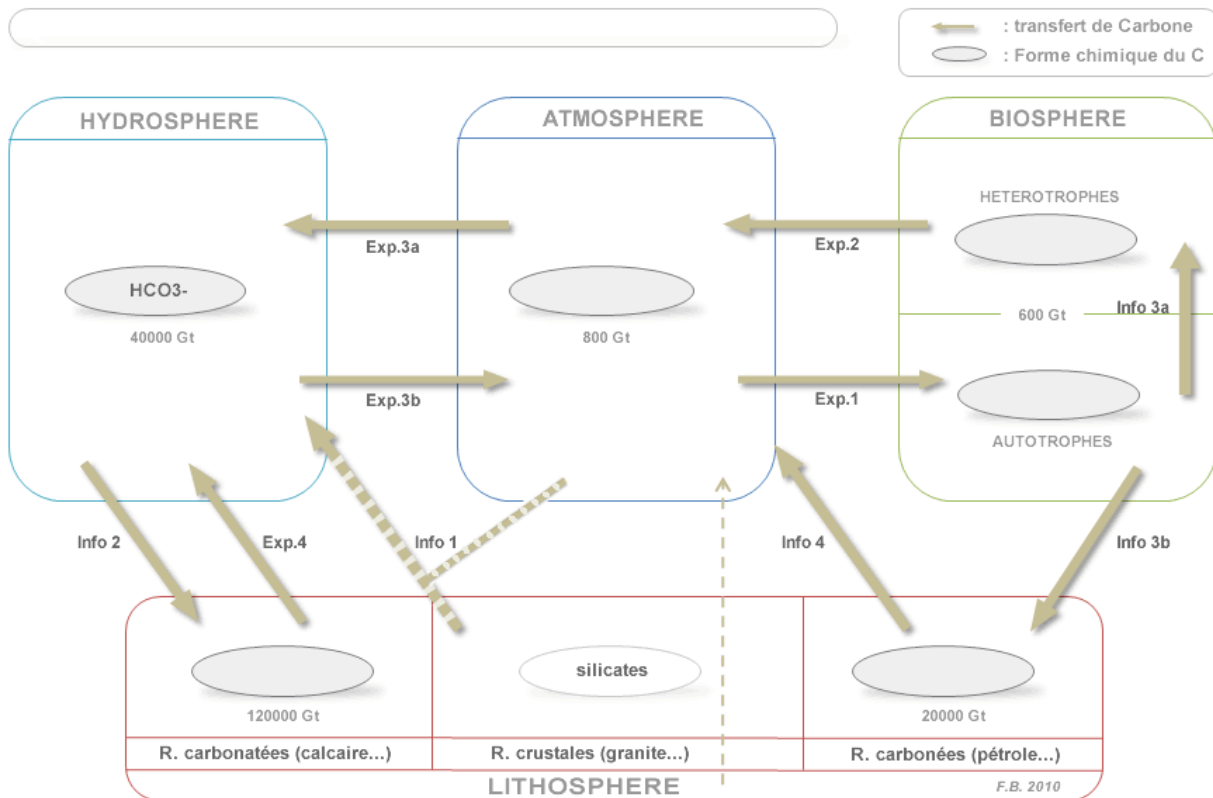 : transfert de Carbone
: Forme chimique du C
HYDROSPHERE
ATMOSPHERE
BIOSPHERE
HETEROTROPHES
Exp.3a
Exp.2
HCO3-
Info 3a
600 Gt
40000 Gt
800 Gt
Exp.3b
Exp.1
AUTOTROPHES
Info 2
Exp.4
Info 1
Info 4
Info 3b
silicates
120000 Gt
20000 Gt
R. carbonatées (calcaire...)
R. crustales (granite...)
R. carbonées (pétrole...)
LITHOSPHERE
F.B. 2010